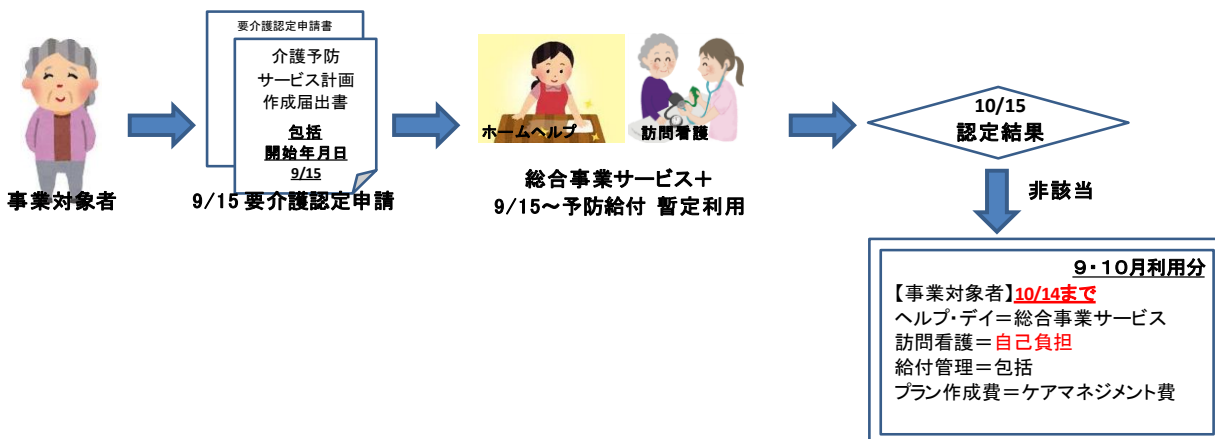 要介護認定申請書
介護予防
サービス計画
作成届出書
包括
開始年月日
9/15
事業対象者
9/15 要介護認定申請
ホームヘルプ
訪問看護
総合事業サービス＋
9/15～予防給付 暫定利用
10/15
認定結果
非該当
９・１０月利用分
【事業対象者】10/14まで
ヘルプ・デイ＝総合事業サービス
訪問看護＝自己負担
給付管理＝包括
プラン作成費＝ケアマネジメント費